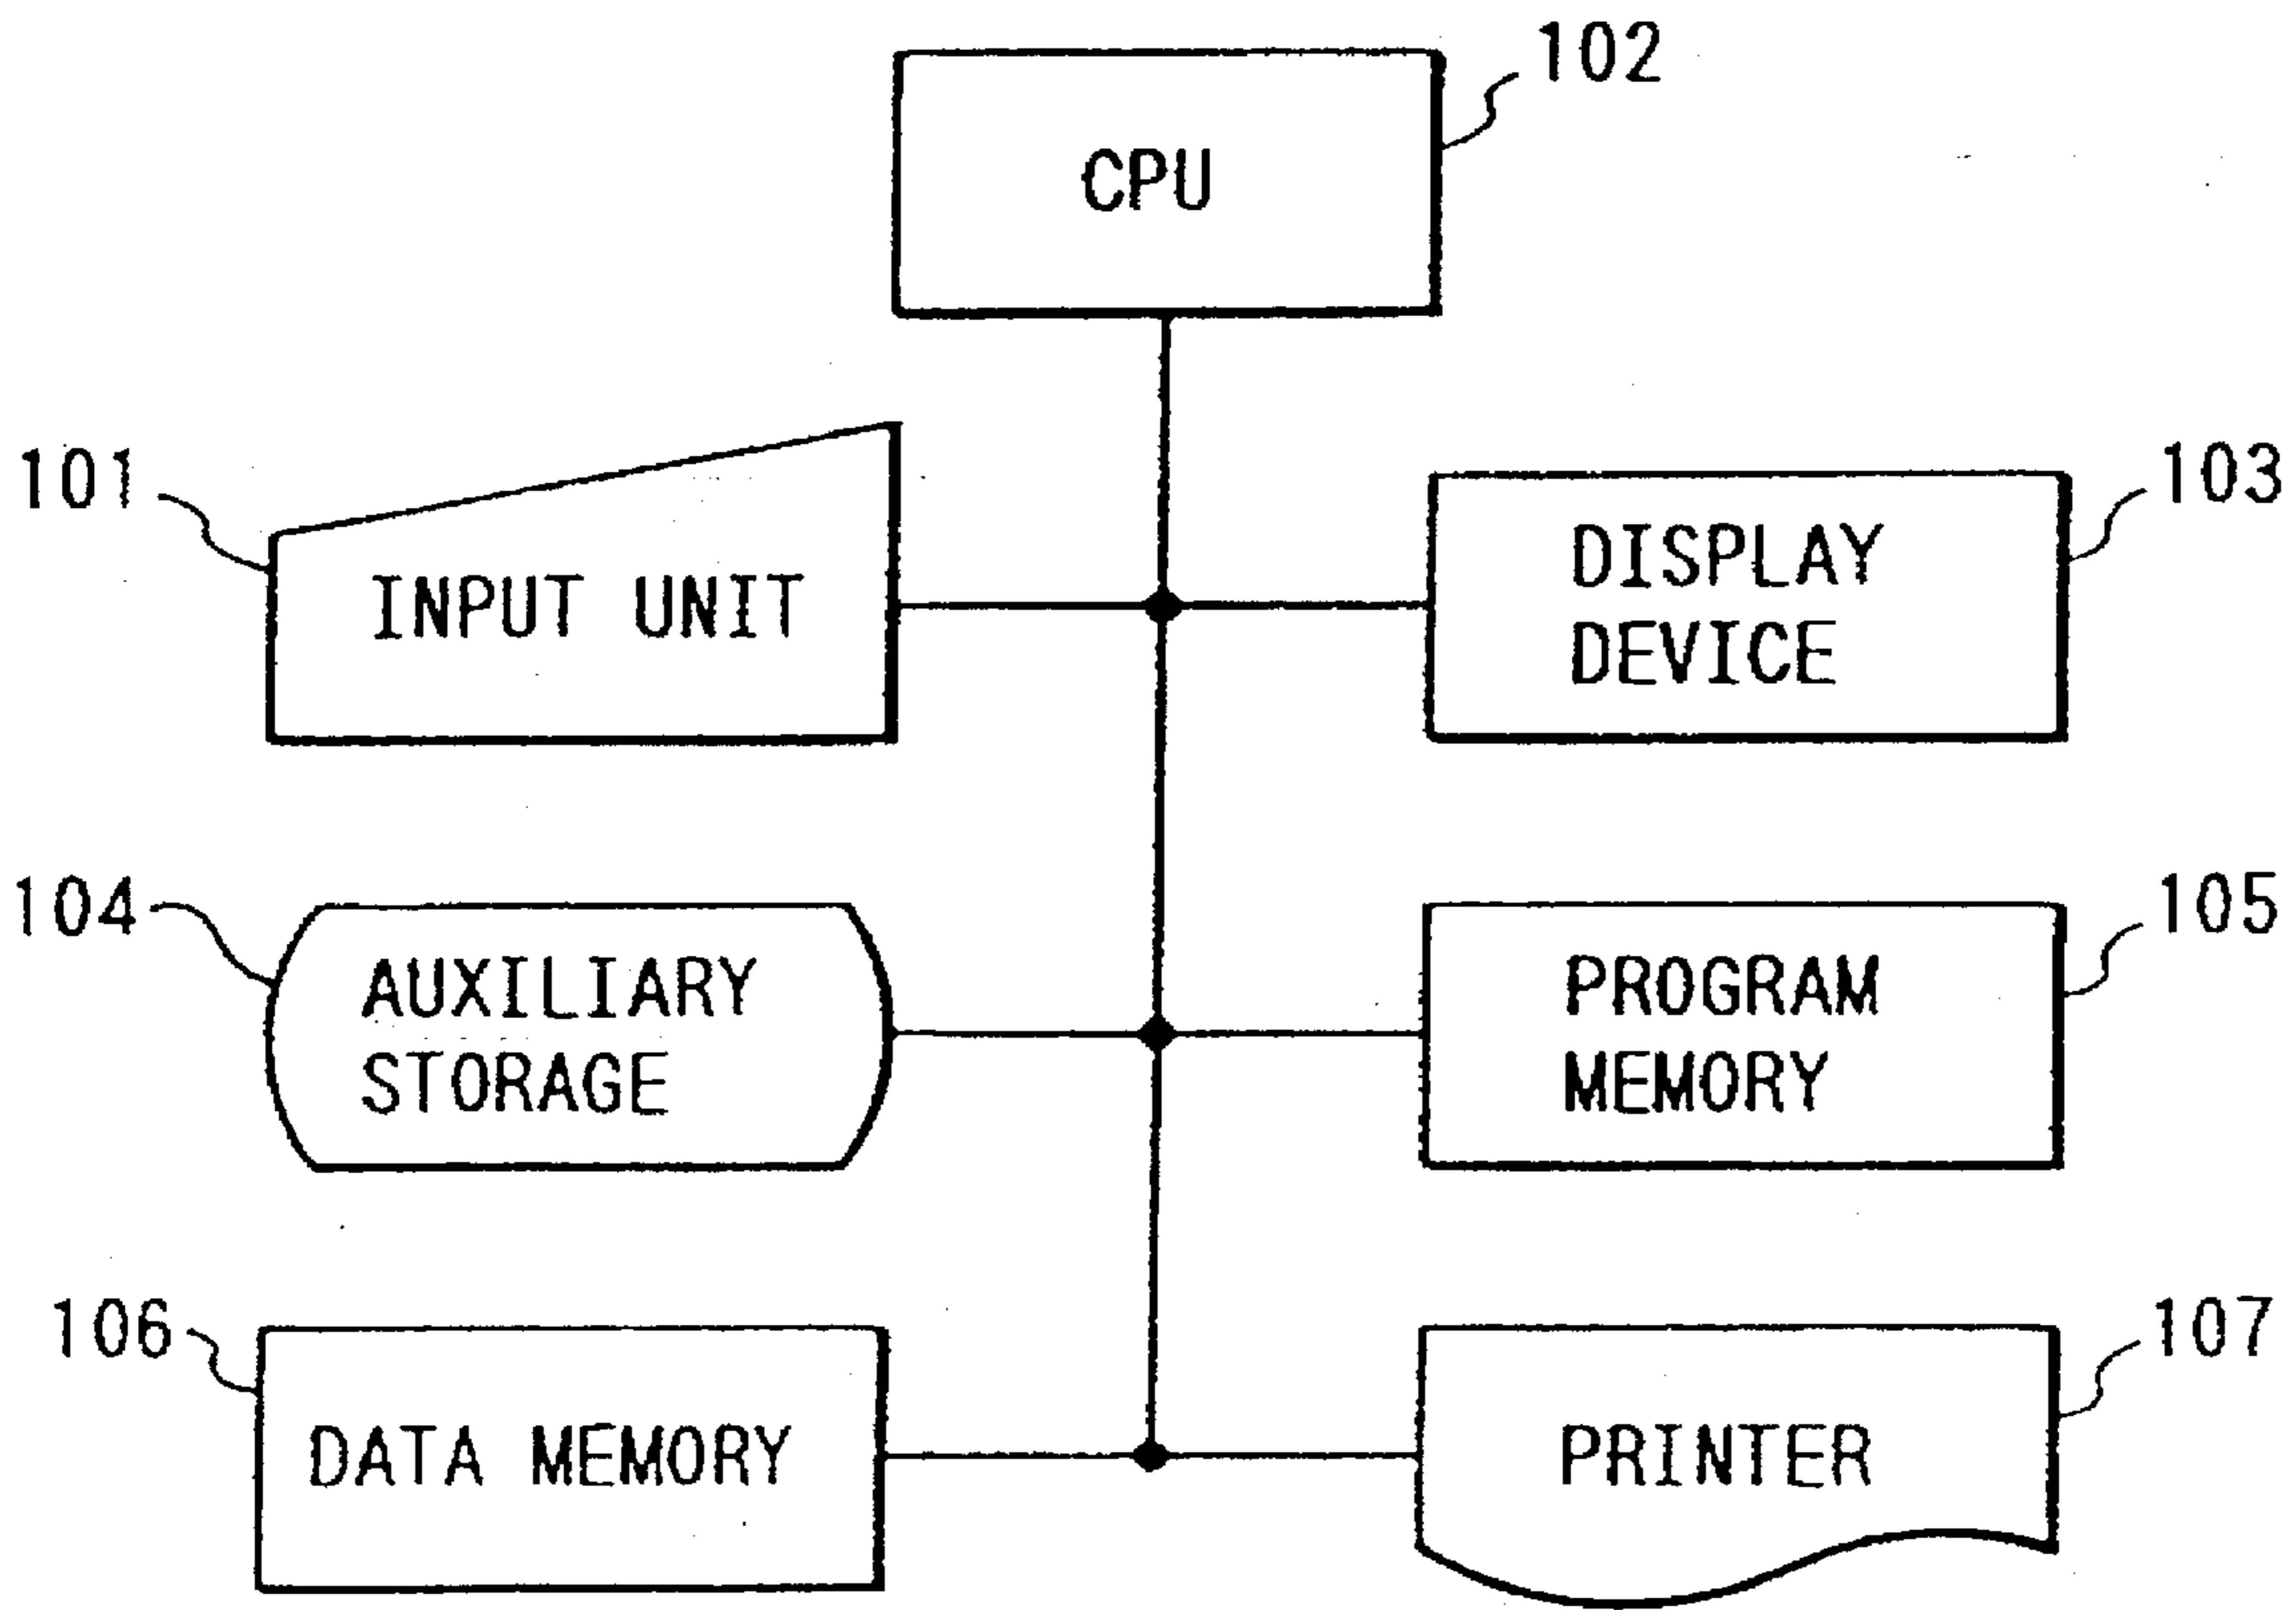 102
CPU
101
INPUT UNIT
103
DISPLAY
DEVICE
104
AUXILIARY
STORAGE
105
PROGRAM
MEMORY
106
DATA MEMORY
107
PRINTER